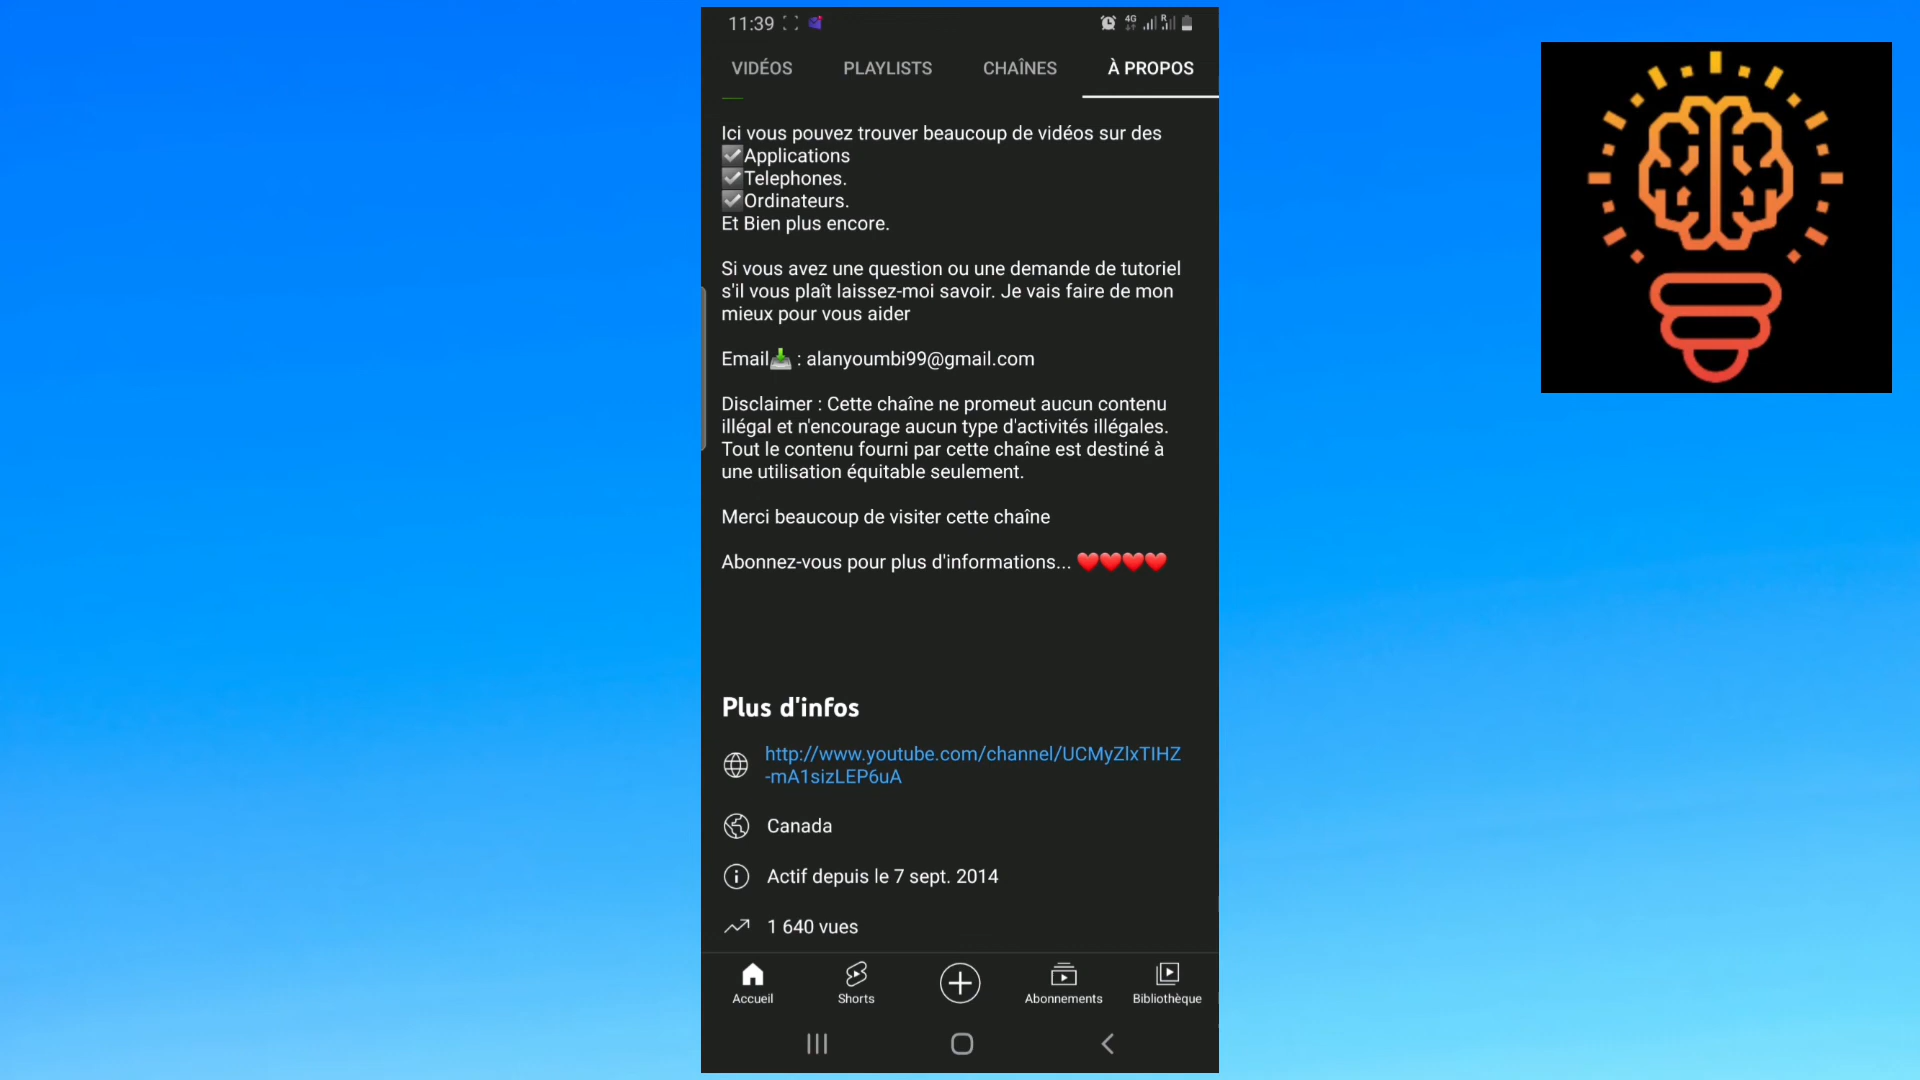 11:39
4G
R
VIDÉOS PLAYLISTS CHAÎNES À PROPOS
Ici vous pouvez trouver beaucoup de vidéos sur des
✅Applications
✅Telephones.
✅Ordinateurs.
Et Bien plus encore.
Si vous avez une question ou une demande de tutoriel
s'il vous plaît laissez-moi savoir. Je vais faire de mon
mieux pour vous aider
Email📥 : alanyoumbi99@gmail.com
Disclaimer : Cette chaîne ne promeut aucun contenu
illégal et n'encourage aucun type d'activités illégales.
Tout le contenu fourni par cette chaîne est destiné à
une utilisation équitable seulement.
Merci beaucoup de visiter cette chaîne
Abonnez-vous pour plus d'informations... ❤️❤️❤️❤️
Plus d'infos
http://www.youtube.com/channel/UCMyZlxTIHZ
-mA1sizLEP6uA
Canada
Actif depuis le 7 sept. 2014
1 640 vues
Accueil Shorts Abonnements Bibliothèque